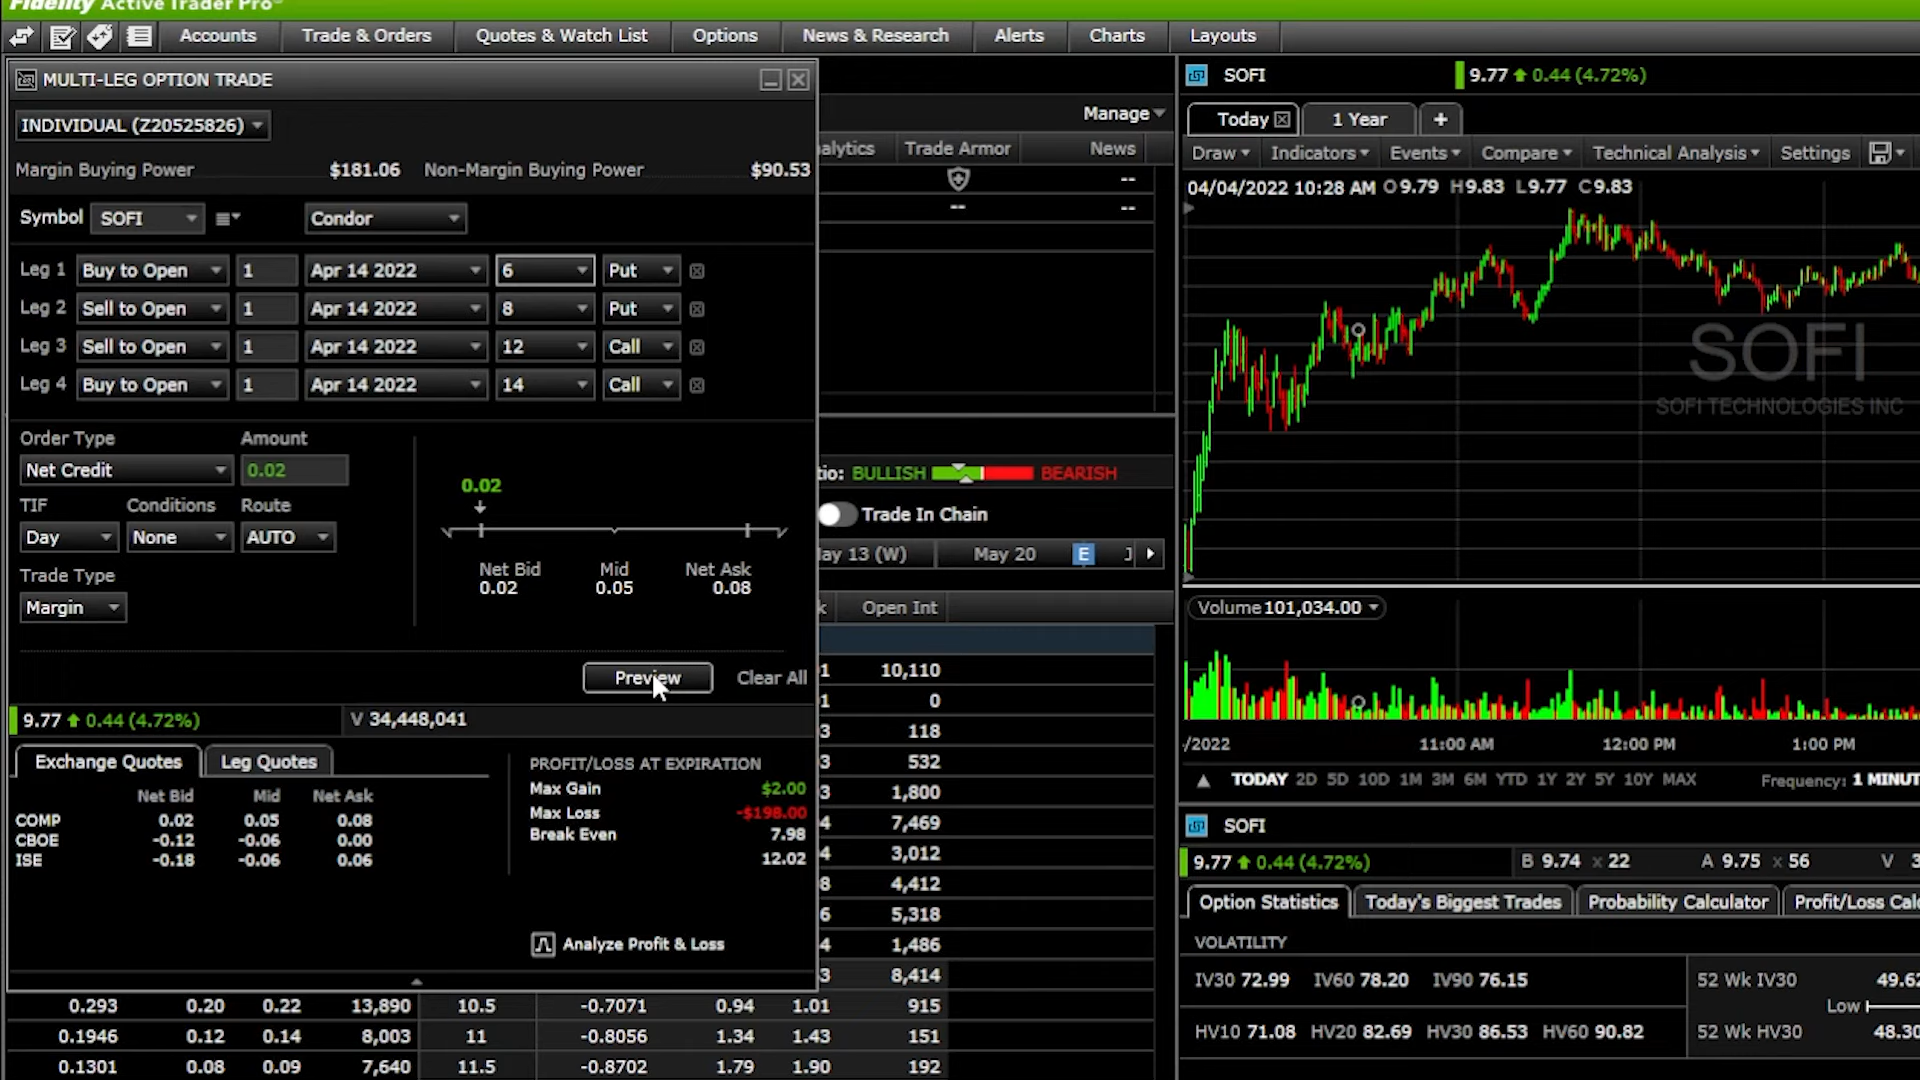 Fidelity Active Trader Pro
Accounts Trade & Orders Quotes & Watch List Options News & Research Alerts Charts Layouts
MULTI-LEG OPTION TRADE
INDIVIDUAL (Z20525826)
Margin Buying Power $181.06 Non-Margin Buying Power $90.53
Symbol SOFI Condor
Leg 1 Buy to Open 1 Apr 14 2022 6 Put
Leg 2 Sell to Open 1 Apr 14 2022 8 Put
Leg 3 Sell to Open 1 Apr 14 2022 12 Call
Leg 4 Buy to Open 1 Apr 14 2022 14 Call
Order Type Amount
Net Credit 0.02
TIF Conditions Route
Day None AUTO
Trade Type
Margin
0.02
Net Bid Mid Net Ask
0.02 0.05 0.08
Preview Clear All
9.77 0.44 (4.72%) V 34,448,041
Exchange Quotes Leg Quotes
Net Bid Mid Net Ask
COMP 0.02 0.05 0.08
CBOE -0.12 -0.06 0.00
ISE -0.18 -0.06 0.06
PROFIT/LOSS AT EXPIRATION
Max Gain $2.00
Max Loss -$198.00
Break Even 7.98
12.02
Analyze Profit & Loss
0.293 0.20 0.22 13,890 10.5 -0.7071 0.94 1.01 915
0.1946 0.12 0.14 8,003 11 -0.8056 1.34 1.43 151
0.1301 0.08 0.09 7,640 11.5 -0.8702 1.79 1.90 192
Manage
alytics Trade Armor News
--
-- --
tio: BULLISH BEARISH
Trade In Chain
May 13 (W) May 20 E J
k Open Int
1 10,110
1 0
3 118
3 532
3 1,800
4 7,469
4 3,012
8 4,412
6 5,318
4 1,486
3 8,414
SOFI 9.77 0.44 (4.72%)
Today 1 Year +
Draw Indicators Events Compare Technical Analysis Settings
04/04/2022 10:28 AM O 9.79 H 9.83 L 9.77 C 9.83
SOFI
SOFI TECHNOLOGIES INC
Volume 101,034.00
/2022 11:00 AM 12:00 PM 1:00 PM
TODAY 2D 5D 10D 1M 3M 6M YTD 1Y 2Y 5Y 10Y MAX Frequency: 1 MINUT
SOFI
9.77 0.44 (4.72%) B 9.74 x 22 A 9.75 x 56 V 3
Option Statistics Today's Biggest Trades Probability Calculator Profit/Loss Calc
VOLATILITY
IV30 72.99 IV60 78.20 IV90 76.15 52 Wk IV30 49.62
Low
HV10 71.08 HV20 82.69 HV30 86.53 HV60 90.82 52 Wk HV30 48.30